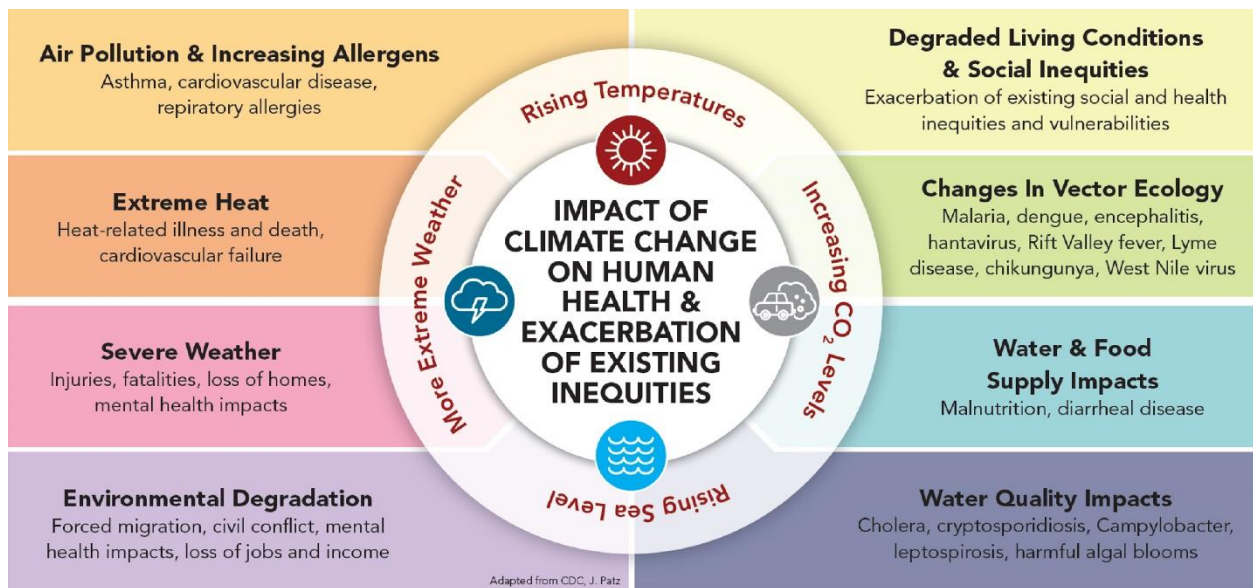 Air Pollution & Increasing Allergens
Asthma, cardiovascular disease,
repiratory allergies
Extreme Heat
Heat-related illness and death,
cardiovascular failure
Severe Weather
Injuries, fatalities, loss of homes,
mental health impacts
Environmental Degradation
Forced migration, civil conflict, mental
health impacts, loss of jobs and income
Rising Temperatures
More Extreme Weather
IMPACT OF
CLIMATE CHANGE
ON HUMAN
HEALTH &
EXACERBATION
OF EXISTING
INEQUITIES
Increasing CO₂ Levels
Rising Sea Level
Degraded Living Conditions
& Social Inequities
Exacerbation of existing social and health
inequities and vulnerabilities
Changes In Vector Ecology
Malaria, dengue, encephalitis,
hantavirus, Rift Valley fever, Lyme
disease, chikungunya, West Nile virus
Water & Food
Supply Impacts
Malnutrition, diarrheal disease
Water Quality Impacts
Cholera, cryptosporidiosis, Campylobacter,
leptospirosis, harmful algal blooms
Adapted from CDC, J. Patz